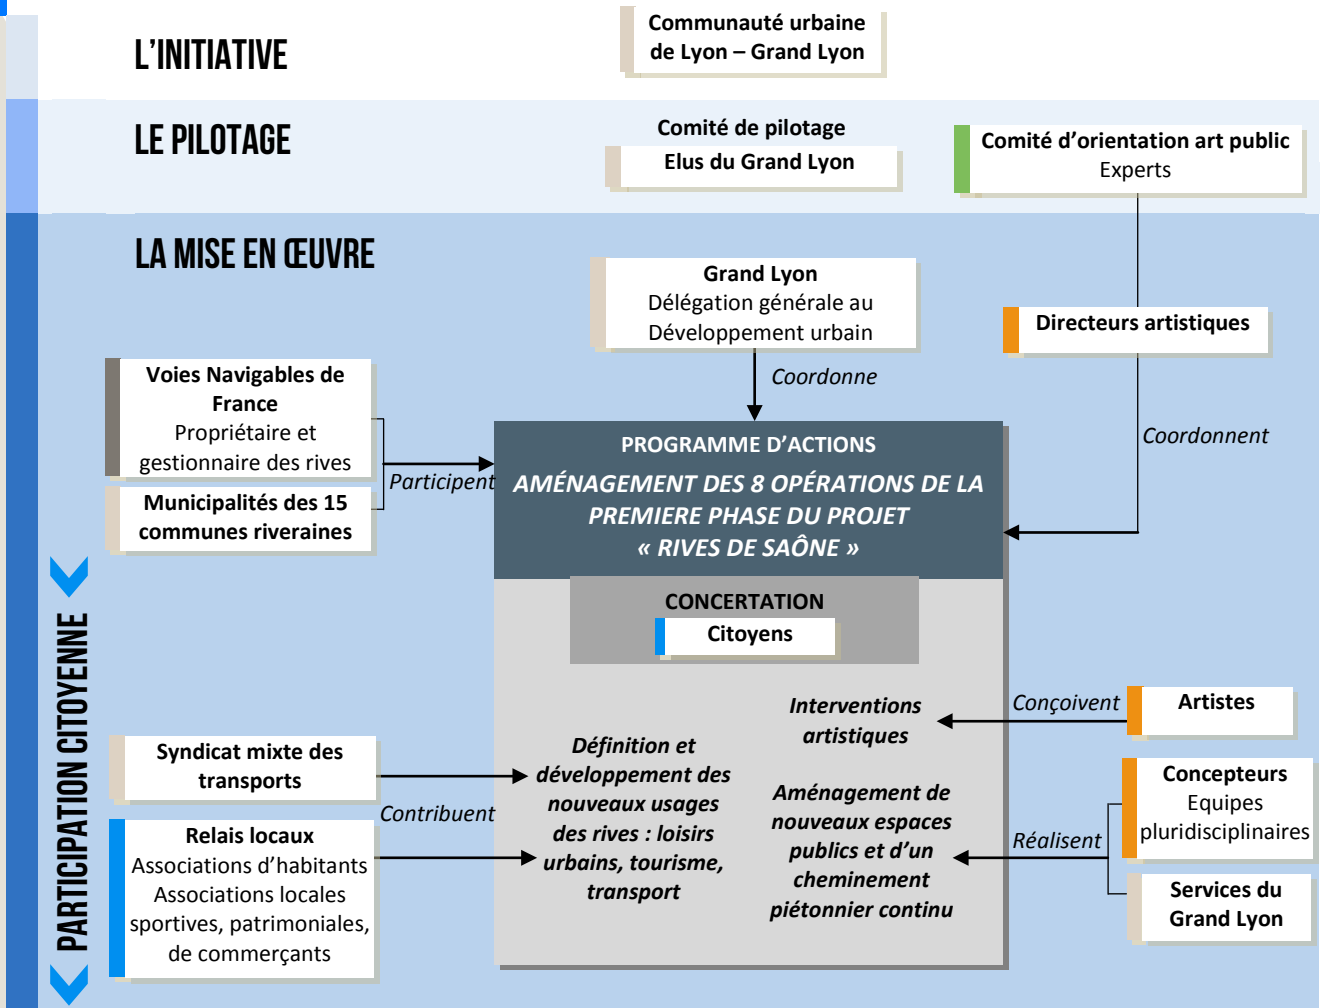 L'INITIATIVE
Communauté urbaine
de Lyon – Grand Lyon
LE PILOTAGE
Comité de pilotage
Elus du Grand Lyon
Comité d'orientation art public
Experts
LA MISE EN ŒUVRE
Grand Lyon
Délégation générale au
Développement urbain
Directeurs artistiques
Coordonne
Coordonnent
Voies Navigables de
France
Propriétaire et
gestionnaire des rives
Municipalités des 15
communes riveraines
Participent
PROGRAMME D'ACTIONS
AMÉNAGEMENT DES 8 OPÉRATIONS DE LA
PREMIERE PHASE DU PROJET
« RIVES DE SAÔNE »
CONCERTATION
Citoyens
PARTICIPATION CITOYENNE
Syndicat mixte des
transports
Contribuent
Relais locaux
Associations d'habitants
Associations locales
sportives, patrimoniales,
de commerçants
Définition et
développement des
nouveaux usages
des rives : loisirs
urbains, tourisme,
transport
Interventions
artistiques
Conçoivent
Artistes
Aménagement de
nouveaux espaces
publics et d'un
cheminement
piétonnier continu
Réalisent
Concepteurs
Equipes
pluridisciplinaires
Services du
Grand Lyon